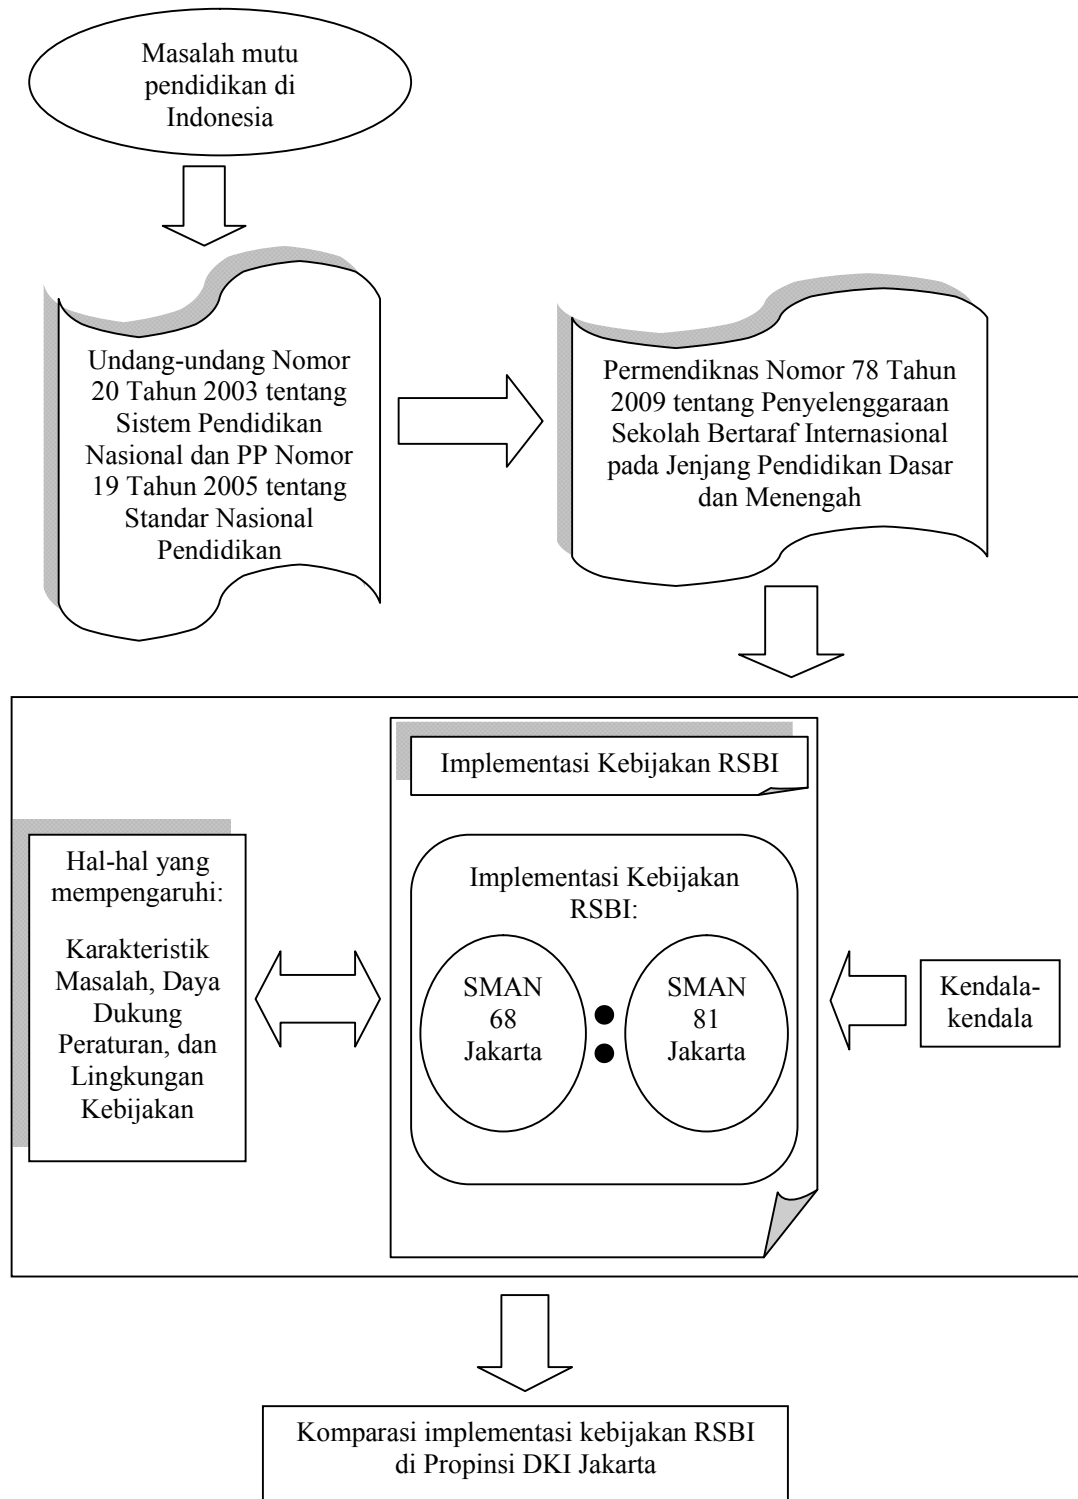 Masalah mutu
pendidikan di
Indonesia
Undang-undang Nomor
20 Tahun 2003 tentang
Sistem Pendidikan
Nasional dan PP Nomor
19 Tahun 2005 tentang
Standar Nasional
Pendidikan
Permendiknas Nomor 78 Tahun
2009 tentang Penyelenggaraan
Sekolah Bertaraf Internasional
pada Jenjang Pendidikan Dasar
dan Menengah
Implementasi Kebijakan RSBI
Hal-hal yang
mempengaruhi:
Karakteristik
Masalah, Daya
Dukung
Peraturan, dan
Lingkungan
Kebijakan
Implementasi Kebijakan
RSBI:
SMAN
68
Jakarta
SMAN
81
Jakarta
Kendala-
kendala
Komparasi implementasi kebijakan RSBI
di Propinsi DKI Jakarta